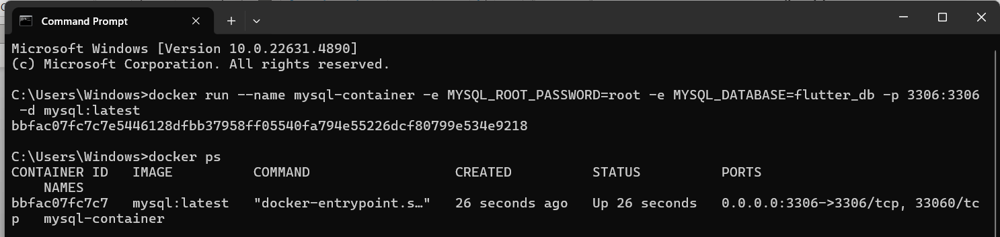 Command Prompt
Microsoft Windows [Version 10.0.22631.4890]
(c) Microsoft Corporation. All rights reserved.
C:\Users\Windows>docker run --name mysql-container -e MYSQL_ROOT_PASSWORD=root -e MYSQL_DATABASE=flutter_db -p 3306:3306
-d mysql:latest
bbfac07fc7c7e5446128dfbb37958ff05540fa794e55226dcf80799e534e9218
C:\Users\Windows>docker ps
CONTAINER ID   IMAGE          COMMAND                  CREATED          STATUS          PORTS
NAMES
bbfac07fc7c7   mysql:latest   "docker-entrypoint.s…"   26 seconds ago   Up 26 seconds   0.0.0.0:3306->3306/tcp, 33060/tc
p   mysql-container